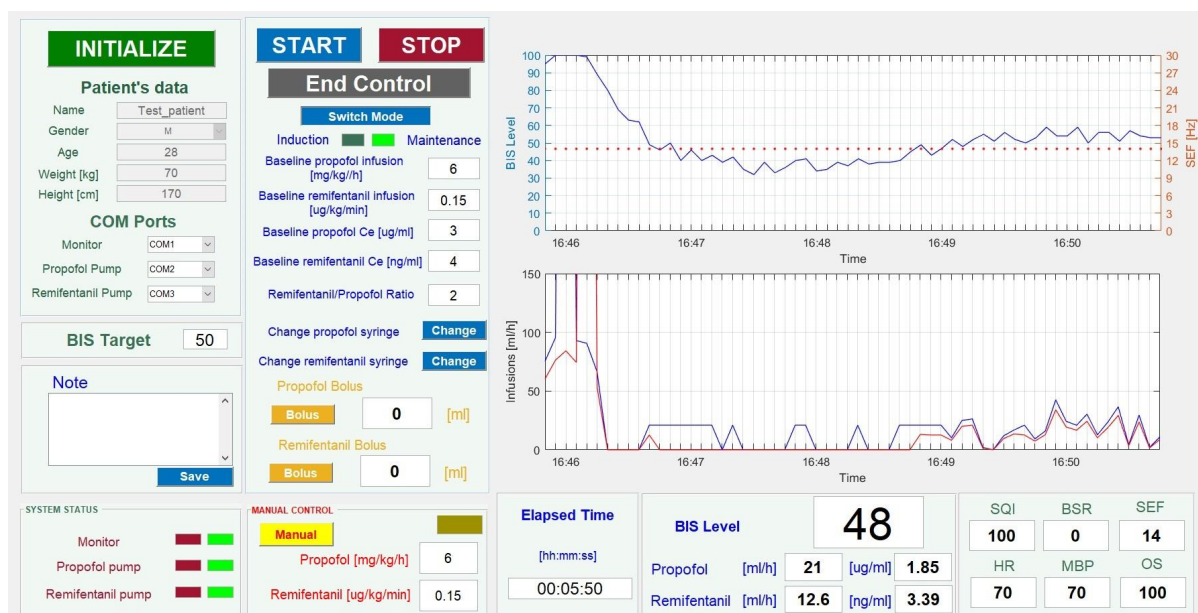 INITIALIZE
Patient's data
Name Test_patient
Gender M
Age 28
Weight [kg] 70
Height [cm] 170
COM Ports
Monitor COM1
Propofol Pump COM2
Remifentanil Pump COM3
BIS Target 50
Note
Save
SYSTEM STATUS
Monitor
Propofol pump
Remifentanil pump
START STOP
End Control
Switch Mode
Induction Maintenance
Baseline propofol infusion
[mg/kg//h] 6
Baseline remifentanil infusion
[ug/kg/min] 0.15
Baseline propofol Ce [ug/ml] 3
Baseline remifentanil Ce [ng/ml] 4
Remifentanil/Propofol Ratio 2
Change propofol syringe Change
Change remifentanil syringe Change
Propofol Bolus
Bolus 0 [ml]
Remifentanil Bolus
Bolus 0 [ml]
MANUAL CONTROL
Manual
Propofol [mg/kg/h] 6
Remifentanil [ug/kg/min] 0.15
BIS Level
100
90
80
70
60
50
40
30
20
10
0
30
27
24
21
18
15
12
9
6
3
0
SEF [Hz]
16:46 16:47 16:48 16:49 16:50
Time
Infusions [ml/h]
150
100
50
0
16:46 16:47 16:48 16:49 16:50
Time
Elapsed Time
[hh:mm:ss]
00:05:50
BIS Level 48
Propofol [ml/h] 21 [ug/ml] 1.85
Remifentanil [ml/h] 12.6 [ng/ml] 3.39
SQI BSR SEF
100 0 14
HR MBP OS
70 70 100